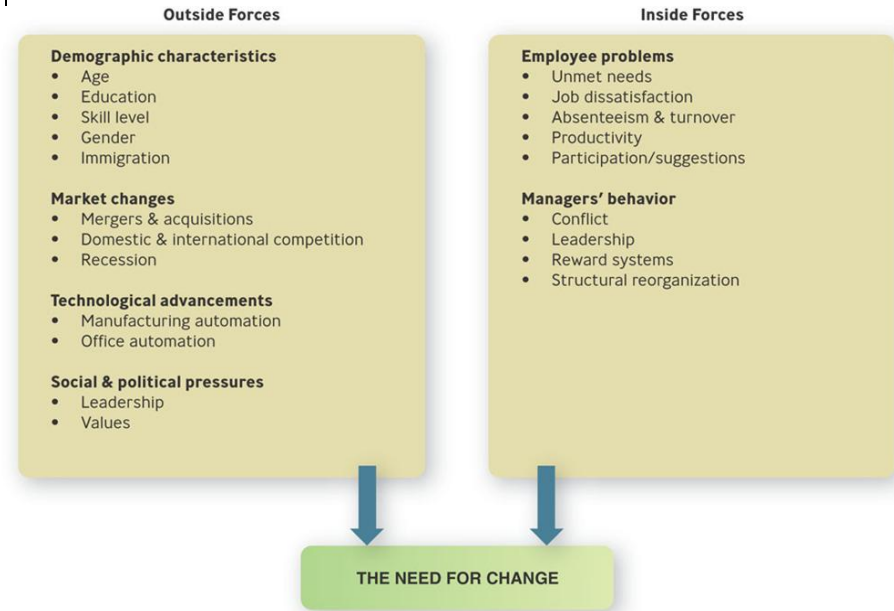 Outside Forces
Demographic characteristics
• Age
• Education
• Skill level
• Gender
• Immigration
Market changes
• Mergers & acquisitions
• Domestic & international competition
• Recession
Technological advancements
• Manufacturing automation
• Office automation
Social & political pressures
• Leadership
• Values
Inside Forces
Employee problems
• Unmet needs
• Job dissatisfaction
• Absenteeism & turnover
• Productivity
• Participation/suggestions
Managers’ behavior
• Conflict
• Leadership
• Reward systems
• Structural reorganization
THE NEED FOR CHANGE